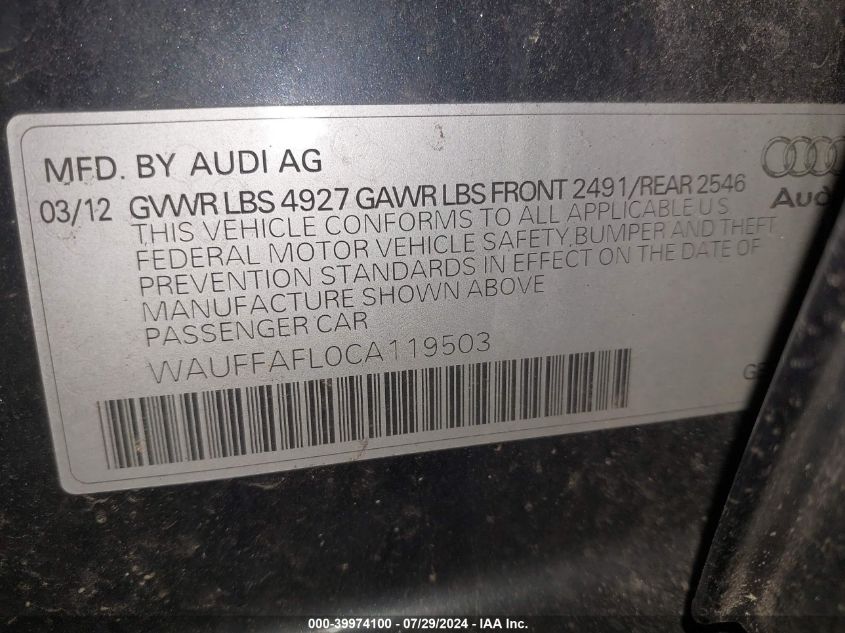 MFD. BY AUDI AG
03/12 GVWR LBS 4927 GAWR LBS FRONT 2491/REAR 2546
THIS VEHICLE CONFORMS TO ALL APPLICABLE U S
FEDERAL MOTOR VEHICLE SAFETY, BUMPER AND THEFT
PREVENTION STANDARDS IN EFFECT ON THE DATE OF
MANUFACTURE SHOWN ABOVE
PASSENGER CAR
WAUFFAFL0CA119503
Aud
000-39974100 - 07/29/2024 - IAA Inc.